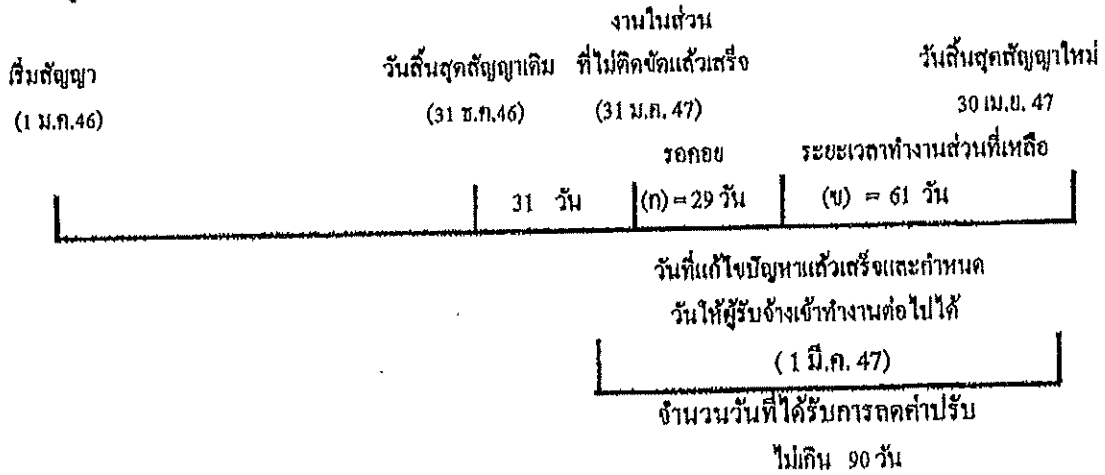 งานในส่วน
เริ่มสัญญา วันสิ้นสุดสัญญาเดิม ที่ไม่ติดขัดแล้วเสร็จ วันสิ้นสุดสัญญาใหม่
(1 ม.ค.46) (31 ธ.ค.46) (31 ม.ค. 47) 30 เม.ย. 47
รอคอย ระยะเวลาทำงานส่วนที่เหลือ
31 วัน (ก) = 29 วัน (ข) = 61 วัน
วันที่แก้ไขปัญหาแล้วเสร็จและกำหนด
วันให้ผู้รับจ้างเข้าทำงานต่อไปได้
( 1 มี.ค. 47)
จำนวนวันที่ได้รับการลดค่าปรับ
ไม่เกิน 90 วัน